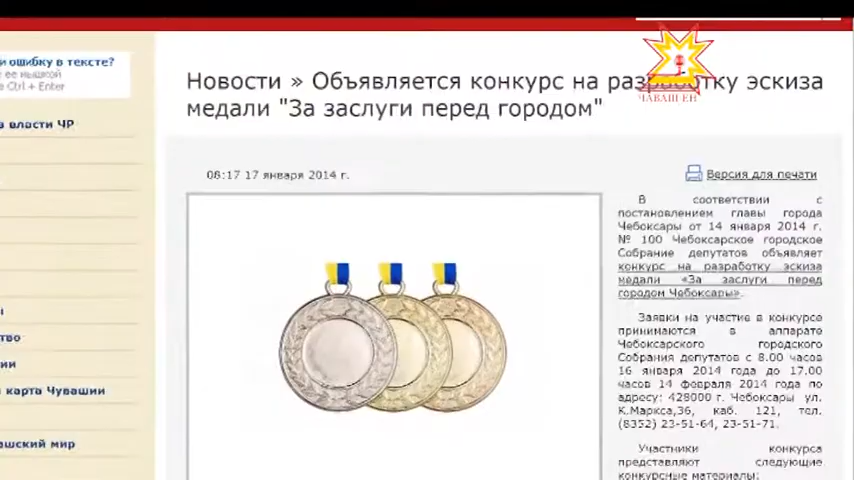 и ошибку в тексте?
е ее мышкой
е Ctrl + Enter
в власти ЧР
тво
ии
я карта Чувашии
ашский мир
Новости » Объявляется конкурс на разработку эскиза
медали "За заслуги перед городом"
ЧАВАШ ЕН
08:17 17 января 2014 г.
Версия для печати
В соответствии с
постановлением главы города
Чебоксары от 14 января 2014 г.
№ 100 Чебоксарское городское
Собрание депутатов объявляет
конкурс на разработку эскиза
медали «За заслуги перед
городом Чебоксары».
Заявки на участие в конкурсе
принимаются в аппарате
Чебоксарского городского
Собрания депутатов с 8.00 часов
16 января 2014 года до 17.00
часов 14 февраля 2014 года по
адресу: 428000 г. Чебоксары ул.
К.Маркса,36, каб. 121, тел.
(8352) 23-51-64, 23-51-71.
Участники конкурса
представляют следующие
конкурсные материалы: